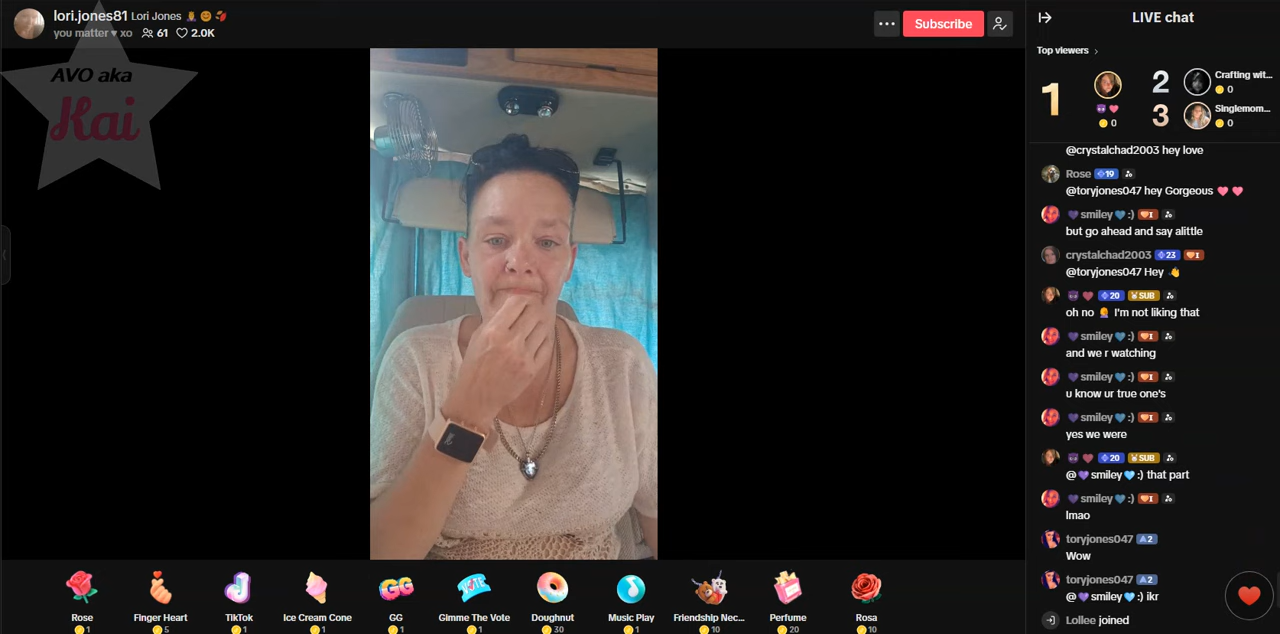 lori.jones81 Lori Jones
you matter ♥ xo 61 2.0K
Subscribe
AVO aka
Kai
LIVE chat
Top viewers
1
0
2
Crafting wit...
0
3
Singlemom...
0
@crystalchad2003 hey love
Rose 19
@toryjones047 hey Gorgeous
smiley :) I
but go ahead and say alittle
crystalchad2003 23 I
@toryjones047 Hey
20 SUB
oh no I'm not liking that
smiley :) I
and we r watching
smiley :) I
u know ur true one's
smiley :) I
yes we were
20 SUB
@ smiley :) that part
smiley :) I
lmao
toryjones047 2
Wow
toryjones047 2
@ smiley :) ikr
Lollee joined
GG
VOTE
Rose
Finger Heart
TikTok
Ice Cream Cone
GG
Gimme The Vote
Doughnut
Music Play
Friendship Nec...
Perfume
Rosa
1
5
1
1
1
1
30
1
10
20
10